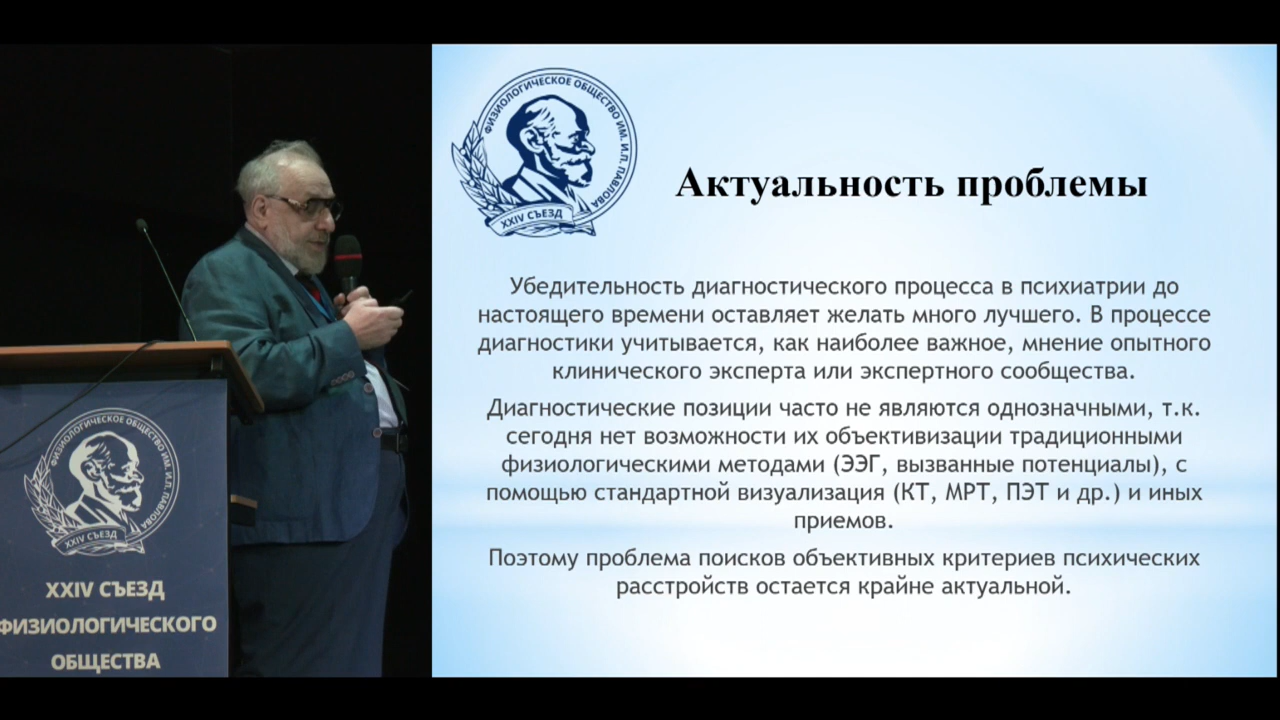 ФИЗИОЛОГИЧЕСКОЕ ОБЩЕСТВО ИМ. И.П. ПАВЛОВА
XXIV СЪЕЗД
Актуальность проблемы
Убедительность диагностического процесса в психиатрии до
настоящего времени оставляет желать много лучшего. В процессе
диагностики учитывается, как наиболее важное, мнение опытного
клинического эксперта или экспертного сообщества.
Диагностические позиции часто не являются однозначными, т.к.
сегодня нет возможности их объективизации традиционными
физиологическими методами (ЭЭГ, вызванные потенциалы), с
помощью стандартной визуализация (КТ, МРТ, ПЭТ и др.) и иных
приемов.
Поэтому проблема поисков объективных критериев психических
расстройств остается крайне актуальной.
ФИЗИОЛОГИЧЕСКОЕ ОБЩЕСТВО ИМ. И.П. ПАВЛОВА
XXIV СЪЕЗД
XXIV СЪЕЗД
ФИЗИОЛОГИЧЕСКОГО
ОБЩЕСТВА